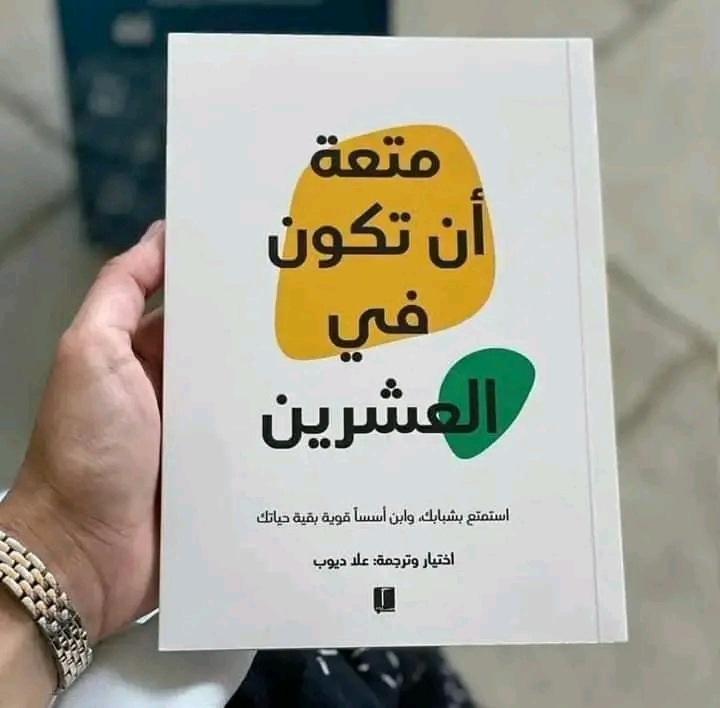 متعة
أن تكون
في
العشرين
استمتع بشبابك، وابن أسساً قوية بقية حياتك
اختيار وترجمة: علا ديوب